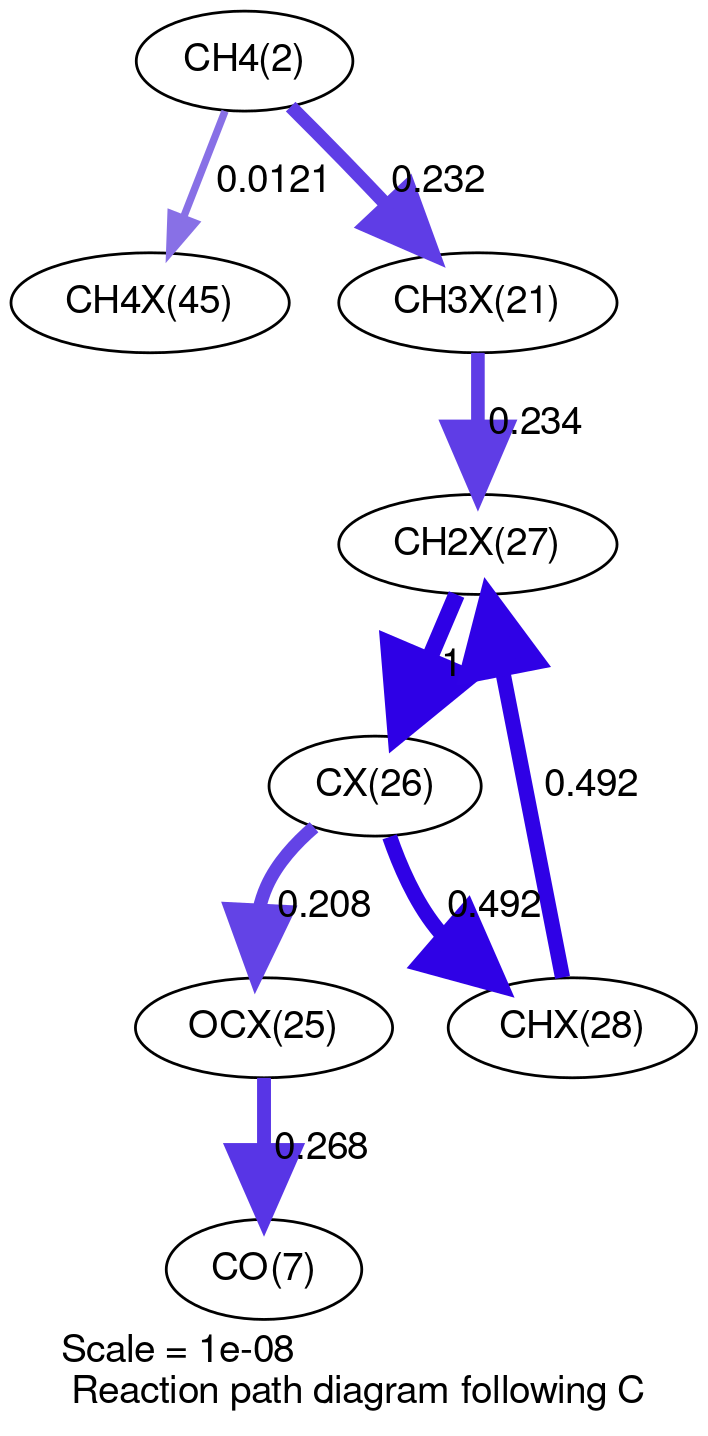 CH4(2)
0.0121
0.232
CH4X(45)
CH3X(21)
0.234
CH2X(27)
1
CX(26)
0.492
0.208
0.492
OCX(25)
CHX(28)
0.268
CO(7)
Scale = 1e-08
Reaction path diagram following C